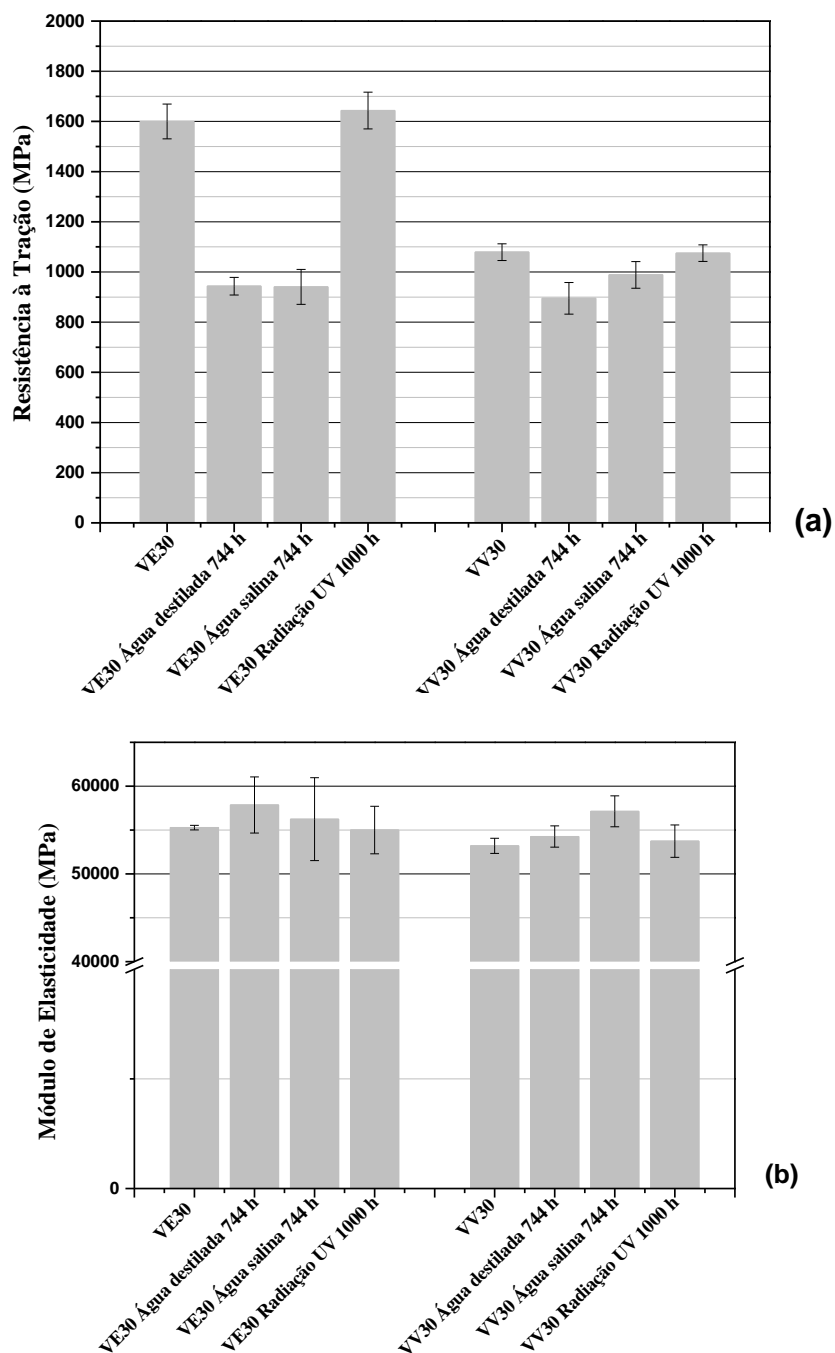 Resistência à Tração (MPa)
2000
1800
1600
1400
1200
1000
800
600
400
200
0
VE30
VE30 Água destilada 744 h
VE30 Água salina 744 h
VE30 Radiação UV 1000 h
VV30
VV30 Água destilada 744 h
VV30 Água salina 744 h
VV30 Radiação UV 1000 h
(a)
Módulo de Elasticidade (MPa)
60000
50000
40000
0
VE30
VE30 Água destilada 744 h
VE30 Água salina 744 h
VE30 Radiação UV 1000 h
VV30
VV30 Água destilada 744 h
VV30 Água salina 744 h
VV30 Radiação UV 1000 h
(b)